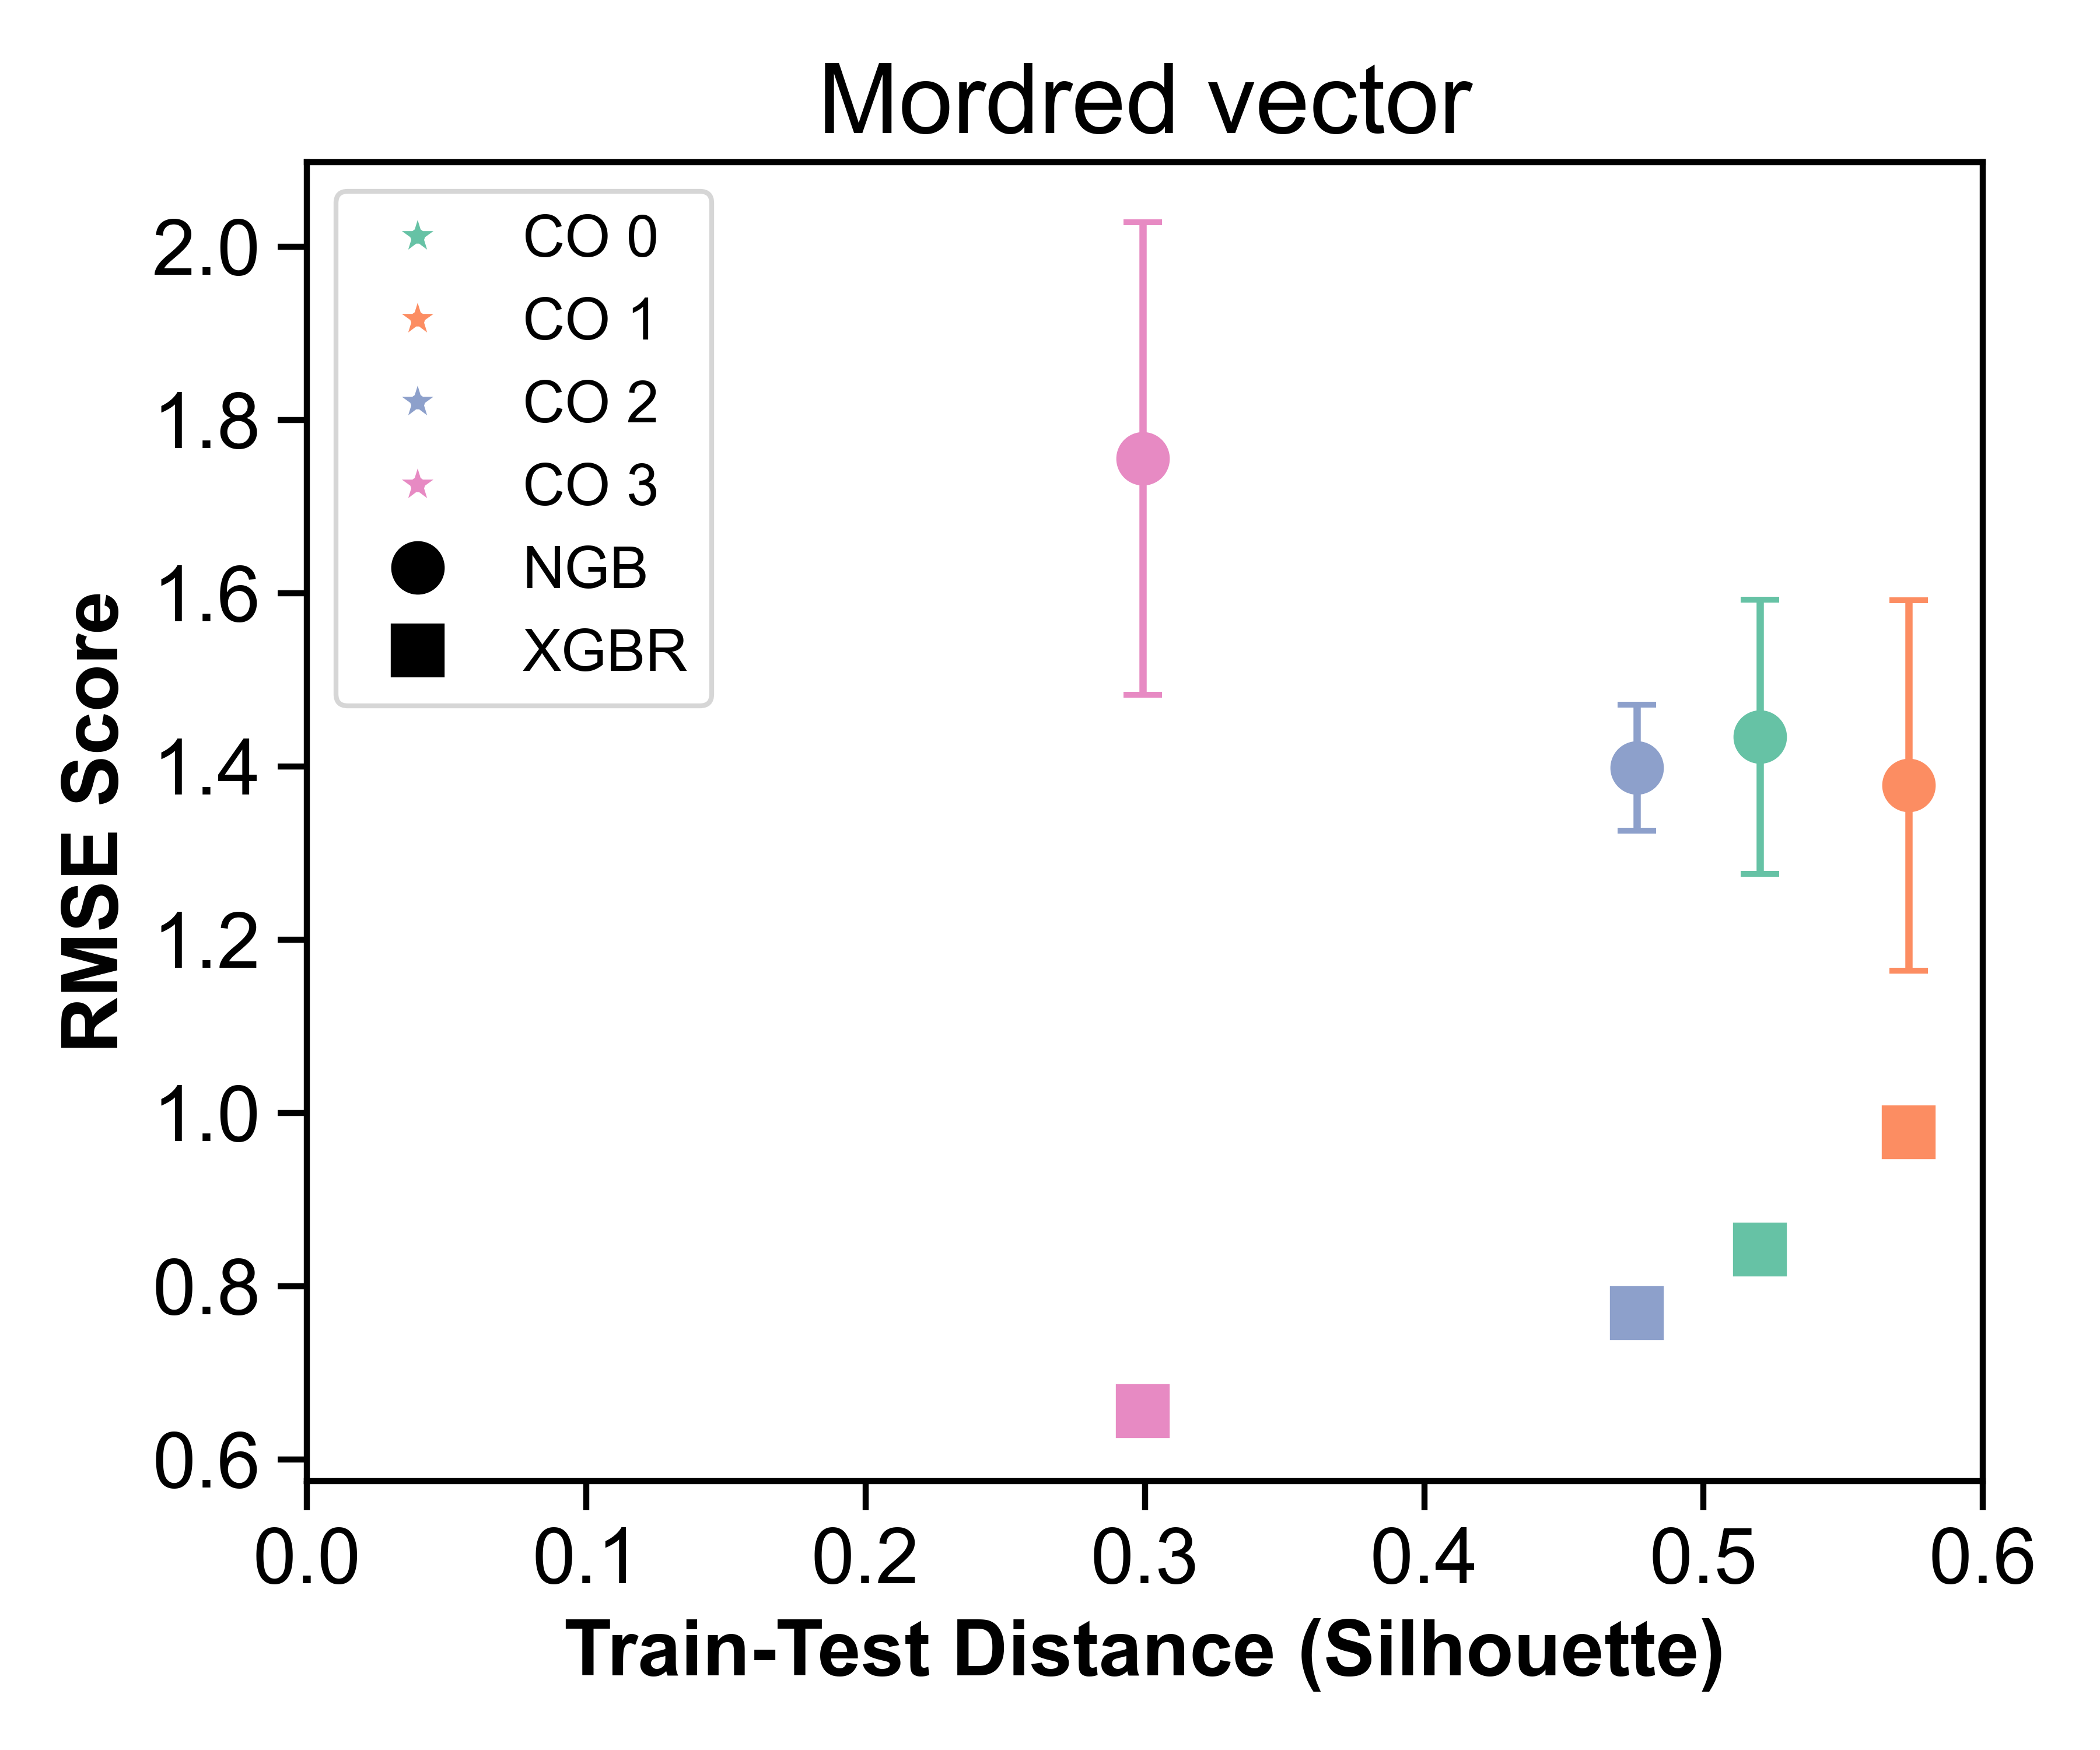 Mordred vector
CO 0
CO 1
CO 2
CO 3
NGB
XGBR
RMSE Score
2.0
1.8
1.6
1.4
1.2
1.0
0.8
0.6
0.0 0.1 0.2 0.3 0.4 0.5 0.6
Train-Test Distance (Silhouette)